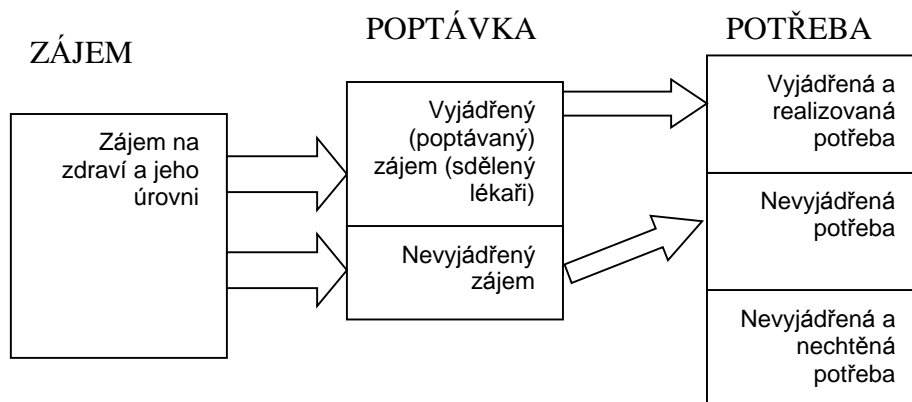 ZÁJEM
Zájem na
zdraví a jeho
úrovni
POPTÁVKA
Vyjádřený
(poptávaný)
zájem (sdělený
lékaři)
Nevyjádřený
zájem
POTŘEBA
Vyjádřená a
realizovaná
potřeba
Nevyjádřená
potřeba
Nevyjádřená a
nechtěná
potřeba